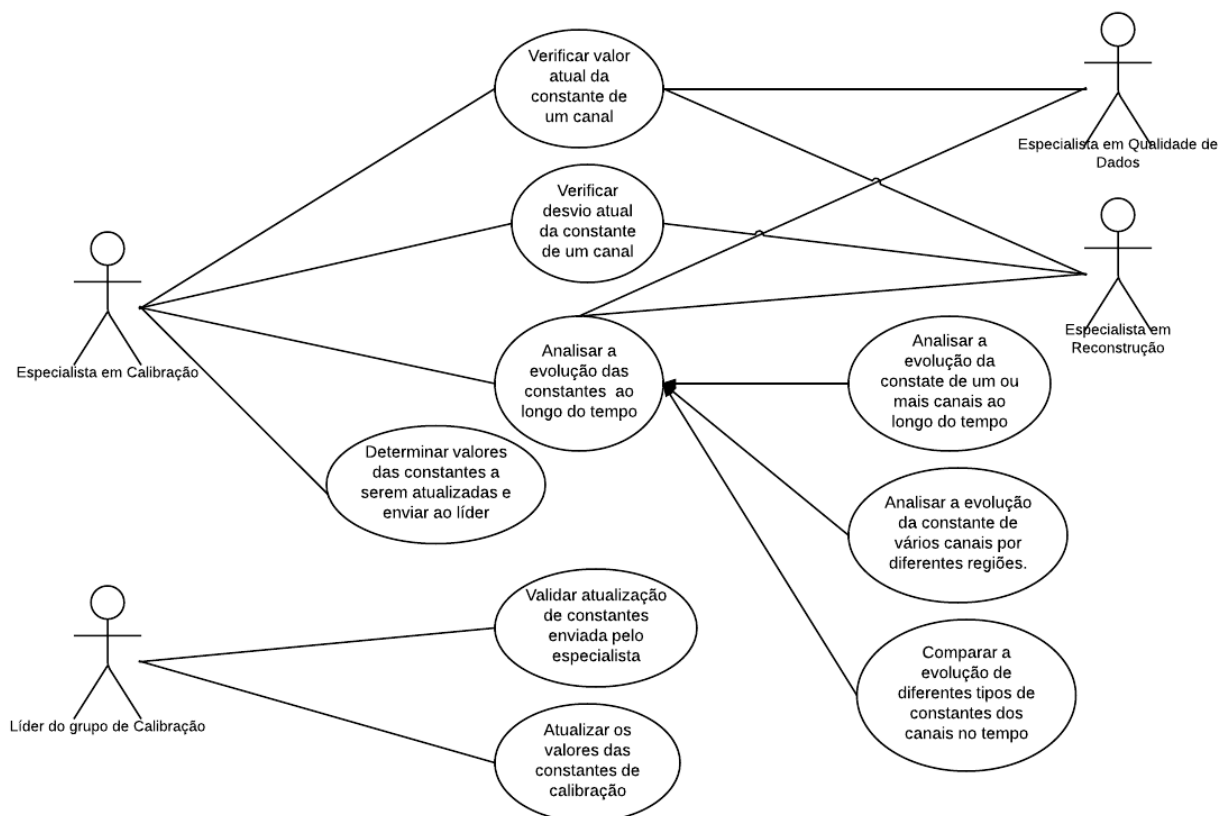 Verificar valor
atual da
constante de
um canal
Especialista em Qualidade de
Dados
Verificar
desvio atual
da constante
de um canal
Especialista em Calibração
Especialista em
Reconstrução
Analisar a
evolução das
constantes ao
longo do tempo
Analisar a
evolução da
constate de um ou
mais canais ao
longo do tempo
Determinar valores
das constantes a
serem atualizadas e
enviar ao líder
Analisar a evolução
da constante de
vários canais por
diferentes regiões.
Validar atualização
de constantes
enviada pelo
especialista
Comparar a
evolução de
diferentes tipos de
constantes dos
canais no tempo
Líder do grupo de Calibração
Atualizar os
valores das
constantes de
calibração